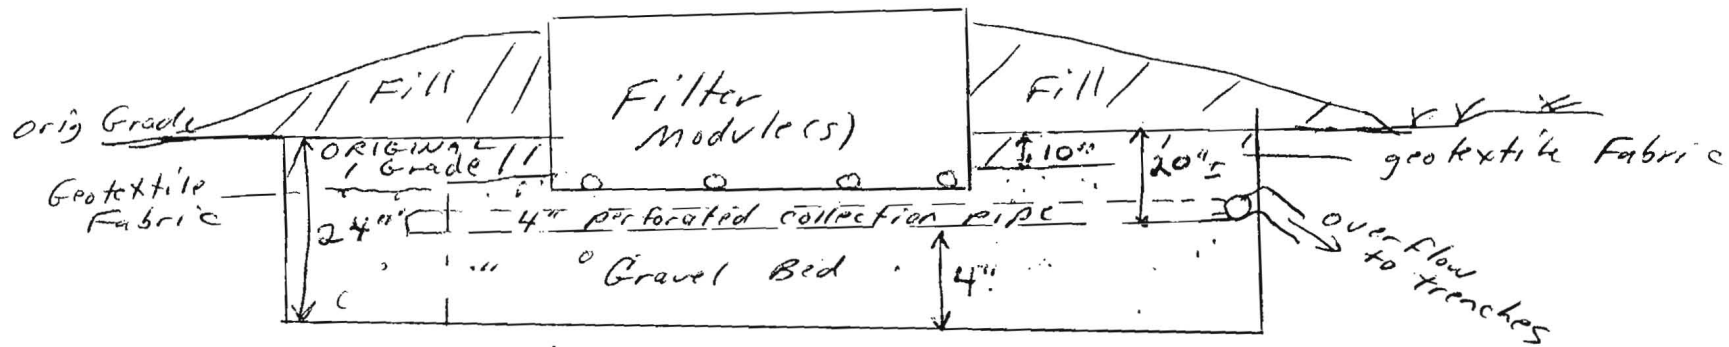 Fill
Filter
Module(s)
Fill
Orig Grade
ORIGINAL
Grade
10"
20"±
geotextile Fabric
Geotextile
Fabric
24"
4" perforated collection pipe
overflow
to trenches
Gravel Bed
4"